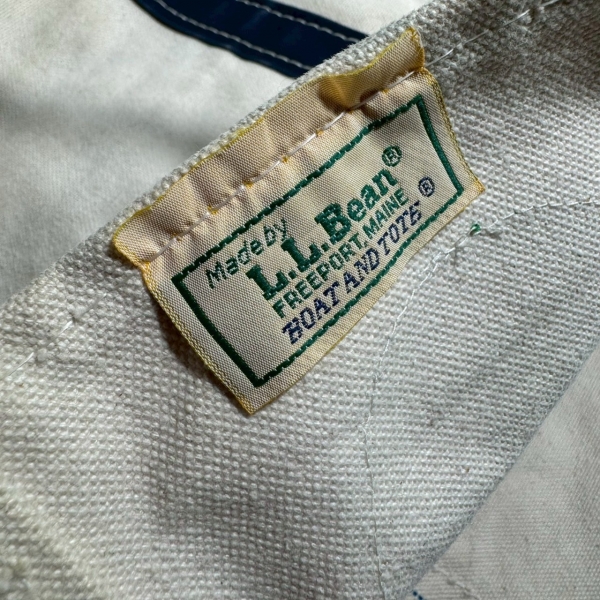 Made by
L.L.Bean®
FREEPORT, MAINE
BOAT AND TOTE®